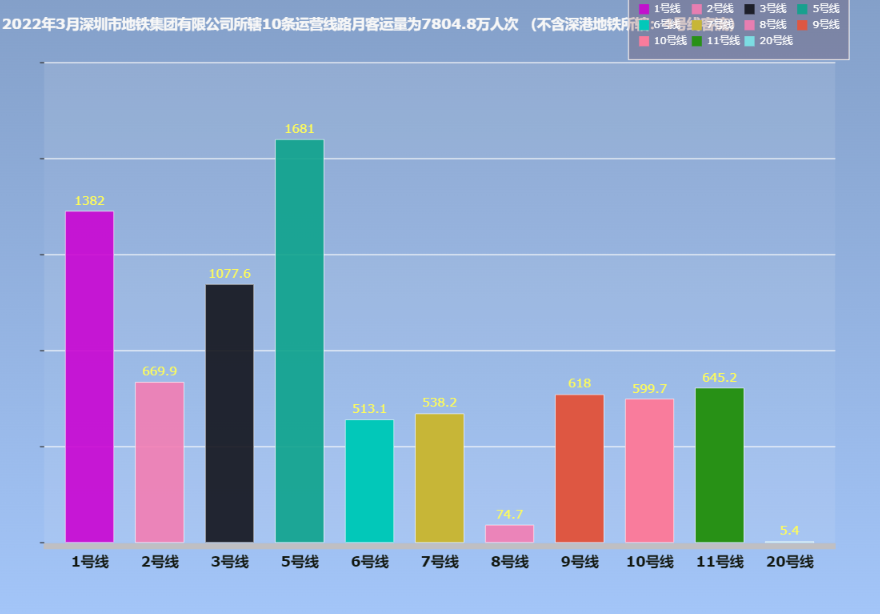 2022年3月深圳市地铁集团有限公司所辖10条运营线路月客运量为7804.8万人次 (不含深港地铁所
1号线 2号线 3号线 5号线
6号线 7号线 8号线 9号线
10号线 11号线 20号线
1681
1382
1077.6
669.9
645.2
618
599.7
538.2
513.1
74.7
5.4
1号线 2号线 3号线 5号线 6号线 7号线 8号线 9号线 10号线 11号线 20号线